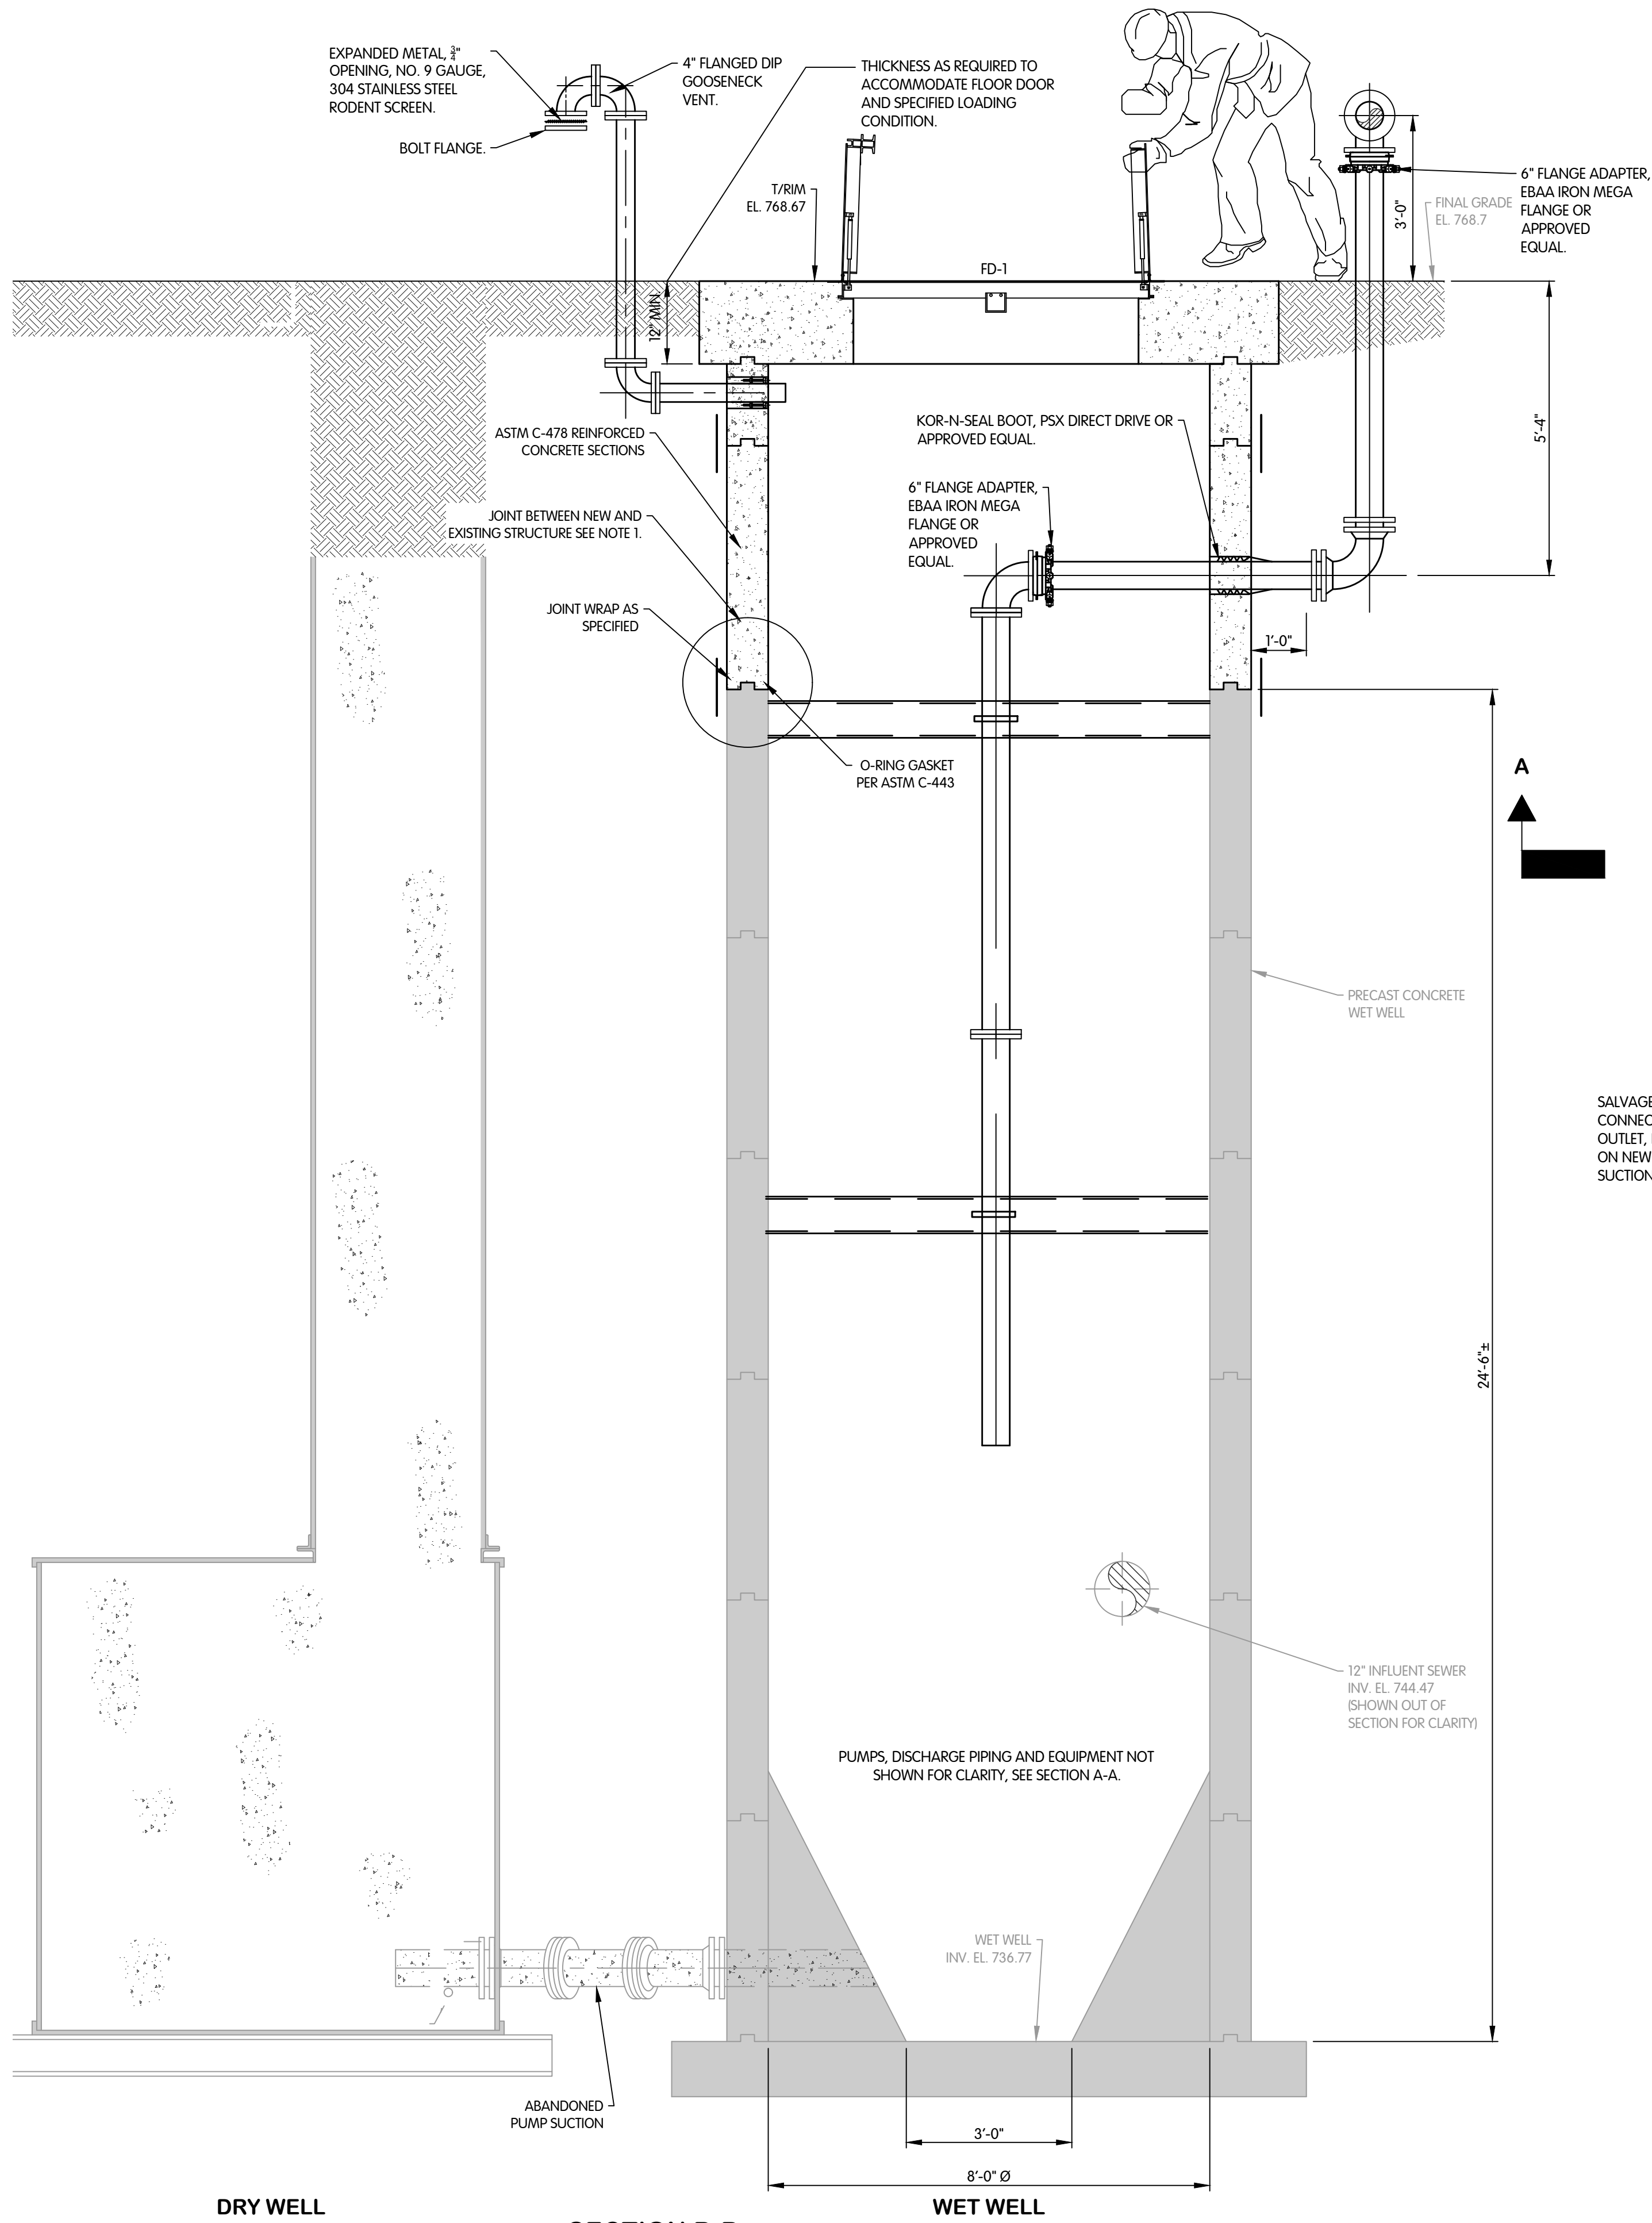 EXPANDED METAL, 3/4"
OPENING, NO. 9 GAUGE,
304 STAINLESS STEEL
RODENT SCREEN.
BOLT FLANGE.
4" FLANGED DIP
GOOSENECK
VENT.
THICKNESS AS REQUIRED TO
ACCOMMODATE FLOOR DOOR
AND SPECIFIED LOADING
CONDITION.
T/RIM
EL. 768.67
FD-1
3'-0"
FINAL GRADE
EL. 768.7
6" FLANGE ADAPTER,
EBAA IRON MEGA
FLANGE OR
APPROVED
EQUAL.
12" MIN.
5'-4"
ASTM C-478 REINFORCED
CONCRETE SECTIONS
KOR-N-SEAL BOOT, PSX DIRECT DRIVE OR
APPROVED EQUAL.
6" FLANGE ADAPTER,
EBAA IRON MEGA
FLANGE OR
APPROVED
EQUAL.
JOINT BETWEEN NEW AND
EXISTING STRUCTURE SEE NOTE 1.
JOINT WRAP AS
SPECIFIED
1'-0"
O-RING GASKET
PER ASTM C-443
A
PRECAST CONCRETE
WET WELL
SALVAGE
CONNEC
OUTLET,
ON NEW
SUCTION
24'-6"±
12" INFLUENT SEWER
INV. EL. 744.47
(SHOWN OUT OF
SECTION FOR CLARITY)
PUMPS, DISCHARGE PIPING AND EQUIPMENT NOT
SHOWN FOR CLARITY, SEE SECTION A-A.
WET WELL
INV. EL. 736.77
ABANDONED
PUMP SUCTION
3'-0"
8'-0" Ø
DRY WELL
WET WELL